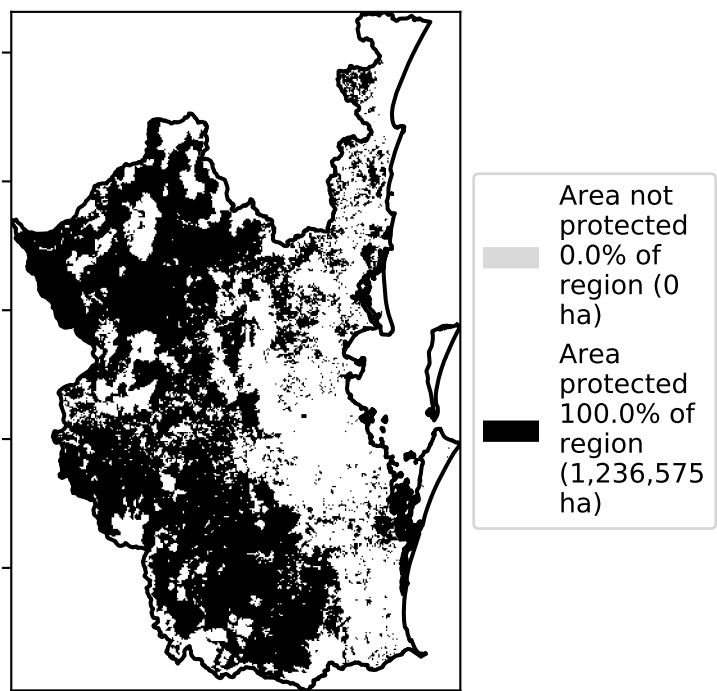 Area not
protected
0.0% of
region (0
ha)
Area
protected
100.0% of
region
(1,236,575
ha)